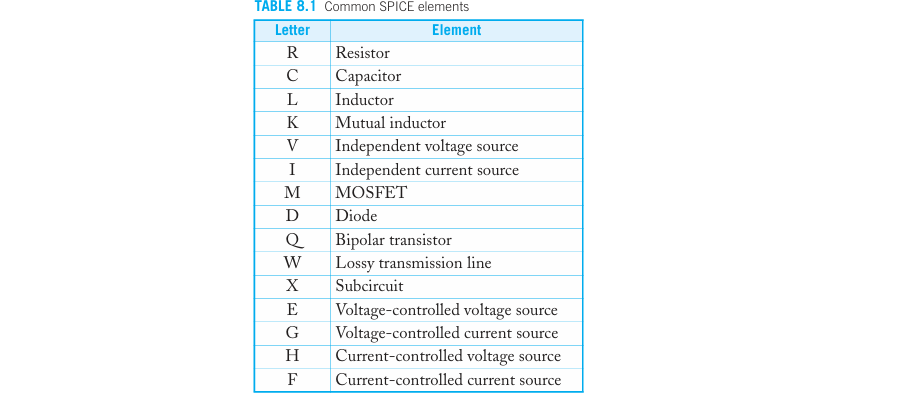 TABLE 8.1 Common SPICE elements
Letter Element
R Resistor
C Capacitor
L Inductor
K Mutual inductor
V Independent voltage source
I Independent current source
M MOSFET
D Diode
Q Bipolar transistor
W Lossy transmission line
X Subcircuit
E Voltage-controlled voltage source
G Voltage-controlled current source
H Current-controlled voltage source
F Current-controlled current source